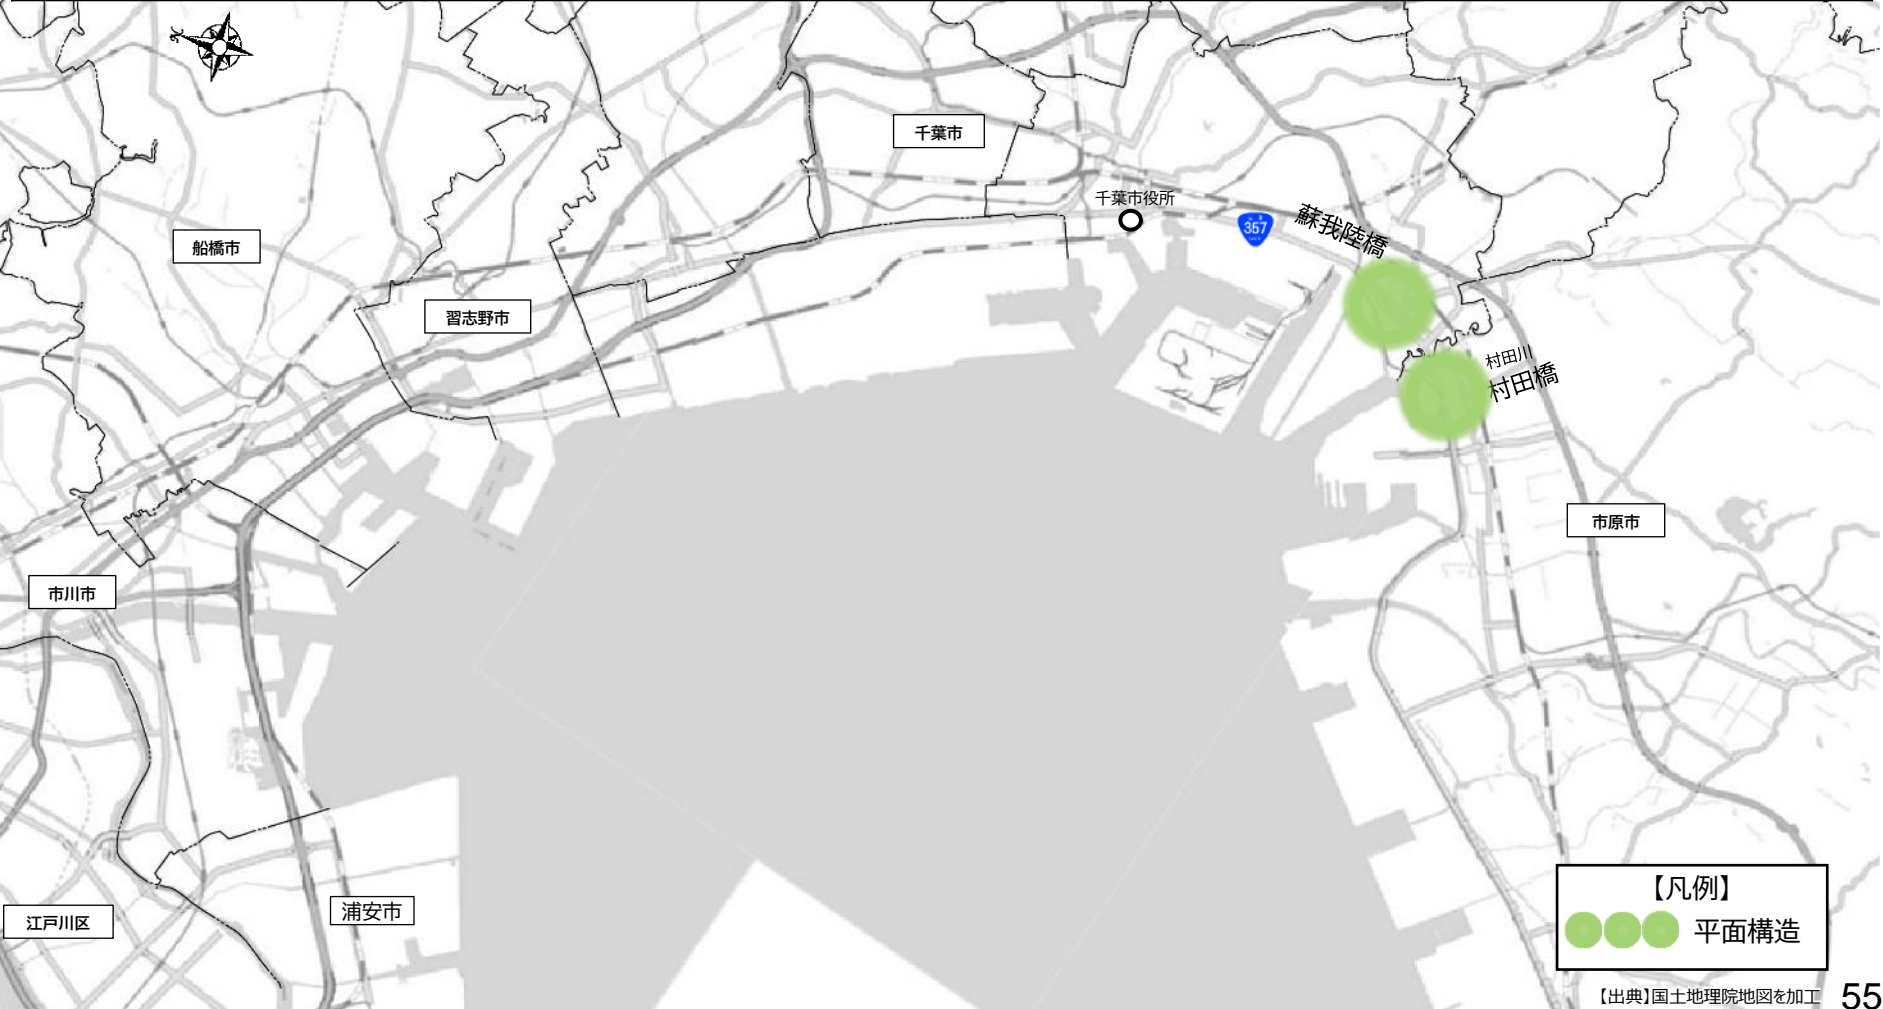 千葉市
千葉市役所
357
蘇我陸橋
船橋市
習志野市
村田川
村田橋
市原市
市川市
江戸川区
浦安市
【凡例】
平面構造
【出典】国土地理院地図を加工
55